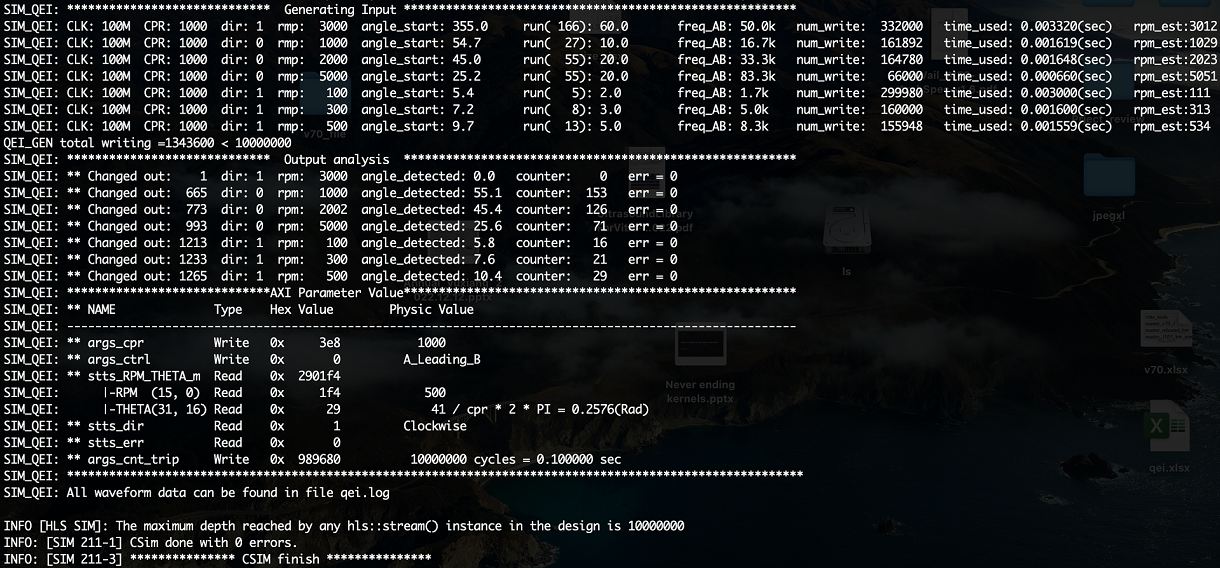 SIM_QEI: ***************************** Generating Input ********************************************************
SIM_QEI: CLK: 100M CPR: 1000 dir: 1 rmp: 3000 angle_start: 355.0 run( 166): 60.0 freq_AB: 50.0k num_write: 332000 time_used: 0.003320(sec) rpm_est:3012
SIM_QEI: CLK: 100M CPR: 1000 dir: 1 rmp: 1000 angle_start: 54.7 run( 27): 10.0 freq_AB: 16.7k num_write: 161892 time_used: 0.001619(sec) rpm_est:1029
SIM_QEI: CLK: 100M CPR: 1000 dir: 0 rmp: 2000 angle_start: 45.0 run( 55): 20.0 freq_AB: 33.3k num_write: 164780 time_used: 0.001648(sec) rpm_est:2023
SIM_QEI: CLK: 100M CPR: 1000 dir: 0 rmp: 5000 angle_start: 25.2 run( 55): 20.0 freq_AB: 83.3k num_write: 66000 time_used: 0.000660(sec) rpm_est:5051
SIM_QEI: CLK: 100M CPR: 1000 dir: 1 rmp: 100 angle_start: 5.4 run( 5): 2.0 freq_AB: 1.7k num_write: 299980 time_used: 0.003000(sec) rpm_est:111
SIM_QEI: CLK: 100M CPR: 1000 dir: 1 rmp: 300 angle_start: 7.2 run( 8): 3.0 freq_AB: 5.0k num_write: 160000 time_used: 0.001600(sec) rpm_est:313
SIM_QEI: CLK: 100M CPR: 1000 dir: 1 rmp: 500 angle_start: 9.7 run( 13): 5.0 freq_AB: 8.3k num_write: 155948 time_used: 0.001559(sec) rpm_est:534
QEI_GEN total writing =1343600 < 10000000
SIM_QEI: ***************************** Output analysis ********************************************************
SIM_QEI: ** Changed out: 1 dir: 1 rpm: 3000 angle_detected: 0.0 counter: 0 err = 0
SIM_QEI: ** Changed out: 665 dir: 1 rpm: 1000 angle_detected: 55.1 counter: 153 err = 0
SIM_QEI: ** Changed out: 773 dir: 0 rpm: 2002 angle_detected: 45.4 counter: 126 err = 0
SIM_QEI: ** Changed out: 993 dir: 0 rpm: 5000 angle_detected: 25.6 counter: 71 err = 0
SIM_QEI: ** Changed out: 1213 dir: 1 rpm: 100 angle_detected: 5.8 counter: 16 err = 0
SIM_QEI: ** Changed out: 1233 dir: 1 rpm: 300 angle_detected: 7.6 counter: 21 err = 0
SIM_QEI: ** Changed out: 1265 dir: 1 rpm: 500 angle_detected: 10.4 counter: 29 err = 0
SIM_QEI: *****************************AXI Parameter Value********************************************************
SIM_QEI: ** NAME Type Hex Value Physic Value
SIM_QEI: --------------------------------------------------------------------------------------------------------
SIM_QEI: ** args_cpr Write 0x 3e8 1000
SIM_QEI: ** args_ctrl Write 0x 0 A_Leading_B
SIM_QEI: ** stts_RPM_THETA_m Read 0x 2901f4
SIM_QEI: |-RPM (15, 0) Read 0x 1f4 500
SIM_QEI: |-THETA(31, 16) Read 0x 29 41 / cpr * 2 * PI = 0.2576(Rad)
SIM_QEI: ** stts_dir Read 0x 1 Clockwise
SIM_QEI: ** stts_err Read 0x 0
SIM_QEI: ** args_cnt_trip Write 0x 989680 10000000 cycles = 0.100000 sec
SIM_QEI: *********************************************************************************************************
SIM_QEI: All waveform data can be found in file qei.log
INFO [HLS SIM]: The maximum depth reached by any hls::stream() instance in the design is 10000000
INFO: [SIM 211-1] CSim done with 0 errors.
INFO: [SIM 211-3] *************** CSIM finish ***************
jpegxl
ls
v70.xlsx
Never ending
kernels.pptx
qei.xlsx